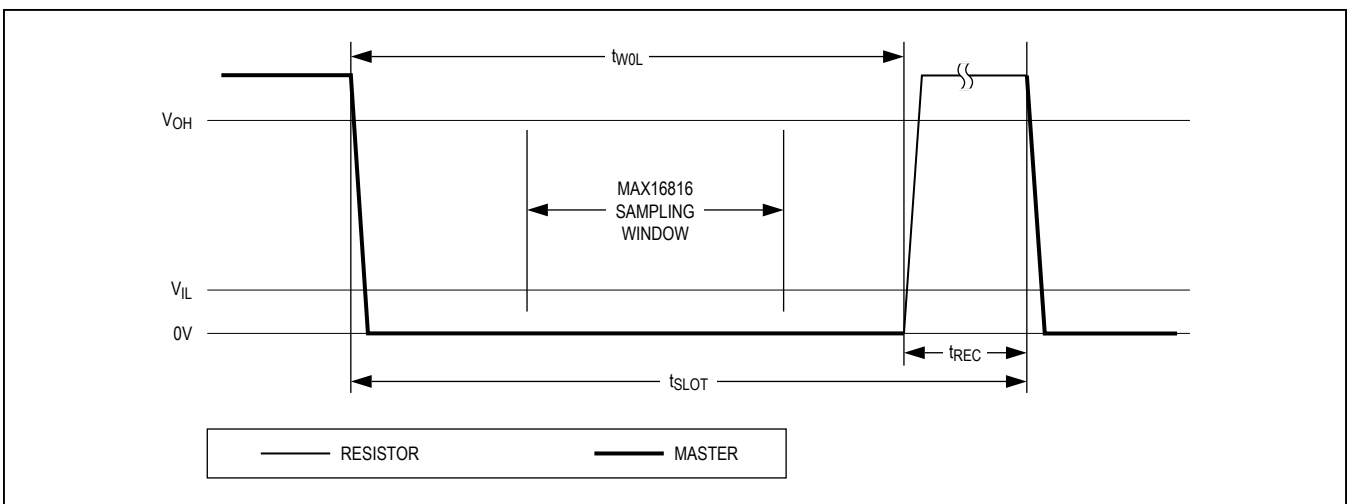 tW0L
VOH
MAX16816
SAMPLING
WINDOW
VIL
0V
tREC
tSLOT
RESISTOR
MASTER